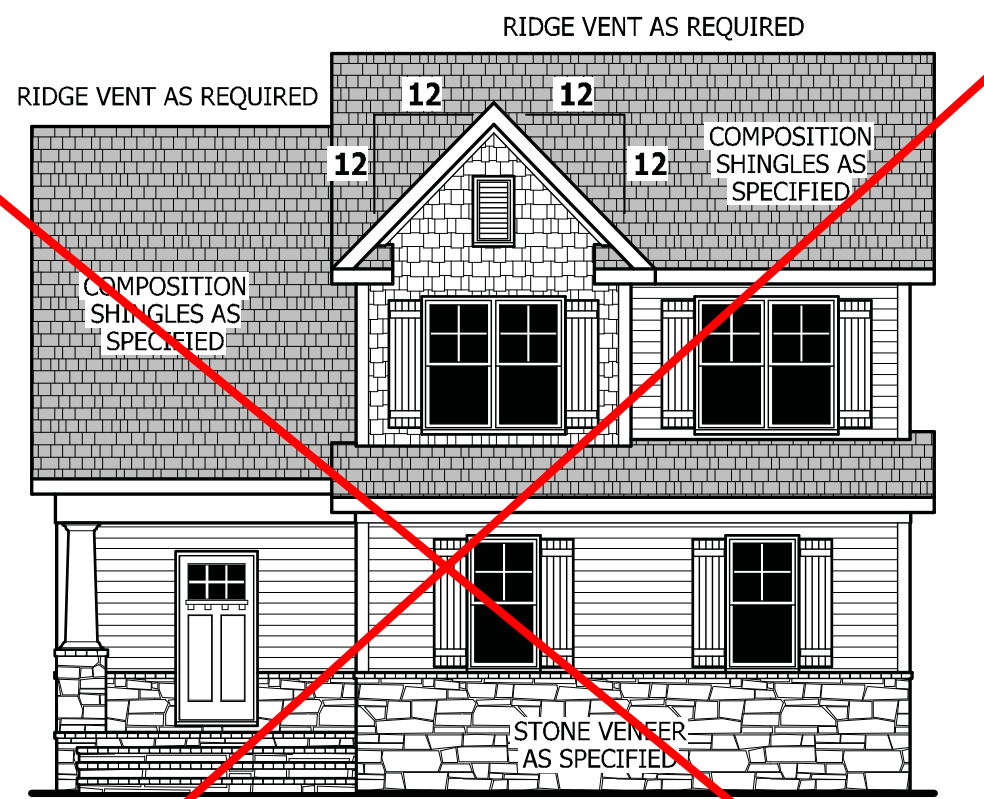 RIDGE VENT AS REQUIRED
RIDGE VENT AS REQUIRED
12
12
12
12
COMPOSITION
SHINGLES AS
SPECIFIED
COMPOSITION
SHINGLES AS
SPECIFIED
STONE VENEER
AS SPECIFIED